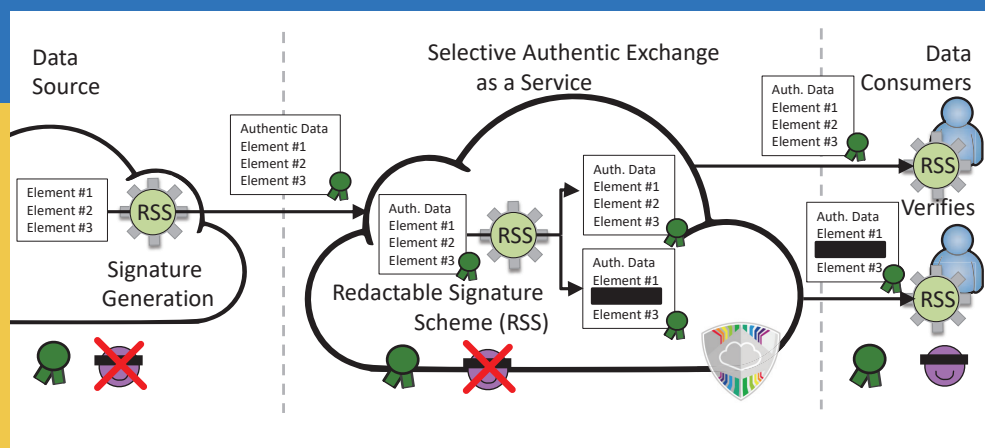 Data
Source
Element #1
Element #2
Element #3
RSS
Signature
Generation
Authentic Data
Element #1
Element #2
Element #3
Selective Authentic Exchange
as a Service
Auth. Data
Element #1
Element #2
Element #3
RSS
Redactable Signature
Scheme (RSS)
Auth. Data
Element #1
Element #2
Element #3
Auth. Data
Element #1
Element #3
Data
Consumers
Auth. Data
Element #1
Element #2
Element #3
RSS
Verifies
Auth. Data
Element #1
Element #3
RSS